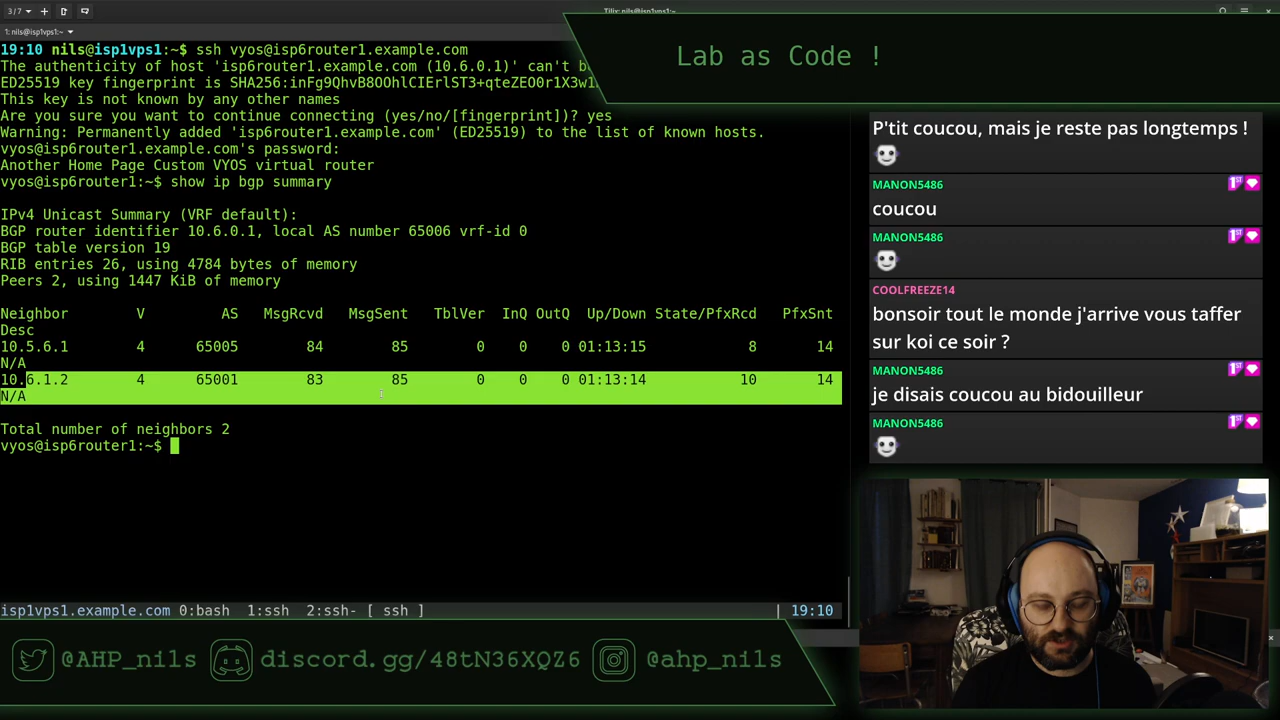 3/7
Tilix: nils@isp1vps1:~
1: nils@isp1vps1:~
19:10 nils@isp1vps1:~$ ssh vyos@isp6router1.example.com
The authenticity of host 'isp6router1.example.com (10.6.0.1)' can't b
ED25519 key fingerprint is SHA256:inFg9QhvB8OOhlCIErlST3+qteZEO0r1X3w1
This key is not known by any other names
Are you sure you want to continue connecting (yes/no/[fingerprint])? yes
Warning: Permanently added 'isp6router1.example.com' (ED25519) to the list of known hosts.
vyos@isp6router1.example.com's password:
Another Home Page Custom VYOS virtual router
vyos@isp6router1:~$ show ip bgp summary
IPv4 Unicast Summary (VRF default):
BGP router identifier 10.6.0.1, local AS number 65006 vrf-id 0
BGP table version 19
RIB entries 26, using 4784 bytes of memory
Peers 2, using 1447 KiB of memory
Neighbor V AS MsgRcvd MsgSent TblVer InQ OutQ Up/Down State/PfxRcd PfxSnt
Desc
10.5.6.1 4 65005 84 85 0 0 0 01:13:15 8 14
N/A
10.6.1.2 4 65001 83 85 0 0 0 01:13:14 10 14
N/A
Total number of neighbors 2
vyos@isp6router1:~$
isp1vps1.example.com 0:bash 1:ssh 2:ssh- [ ssh ] | 19:10
Lab as Code !
P'tit coucou, mais je reste pas longtemps !
MANON5486
coucou
MANON5486
COOLFREEZE14
bonsoir tout le monde j'arrive vous taffer
sur koi ce soir ?
MANON5486
je disais coucou au bidouilleur
MANON5486
@AHP_nils discord.gg/48tN36XQZ6 @ahp_nils